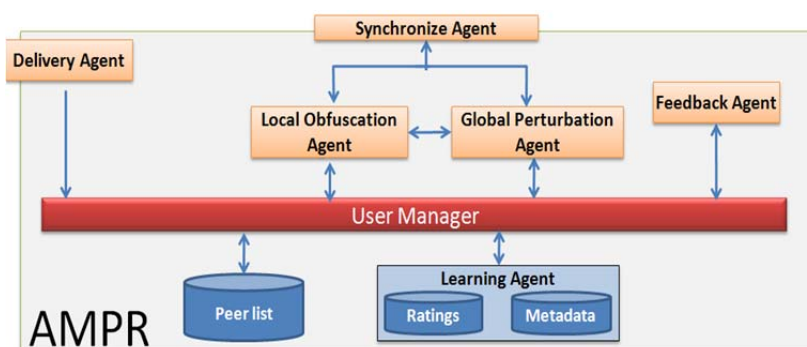 Synchronize Agent
Delivery Agent
Local Obfuscation
Agent
Global Perturbation
Agent
Feedback Agent
User Manager
Peer list
Learning Agent
Ratings
Metadata
AMPR